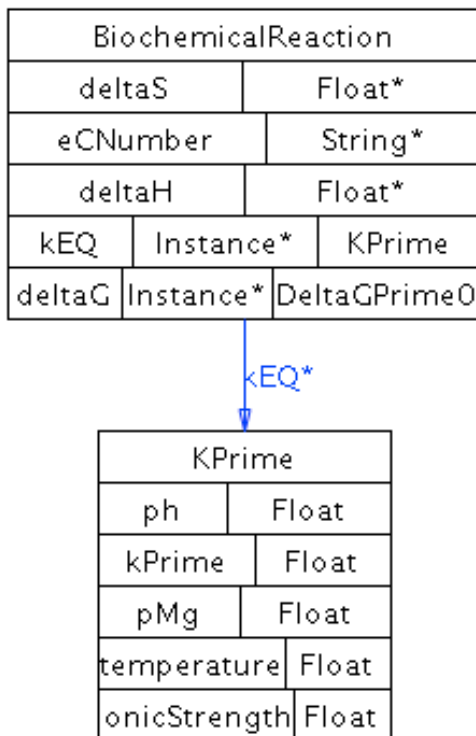 BiochemicalReaction
deltaS Float*
eCNumber String*
deltaH Float*
kEQ Instance* KPrime
deltaG Instance* DeltaGPrime0
kEQ*
KPrime
ph Float
kPrime Float
pMg Float
temperature Float
onicStrength Float